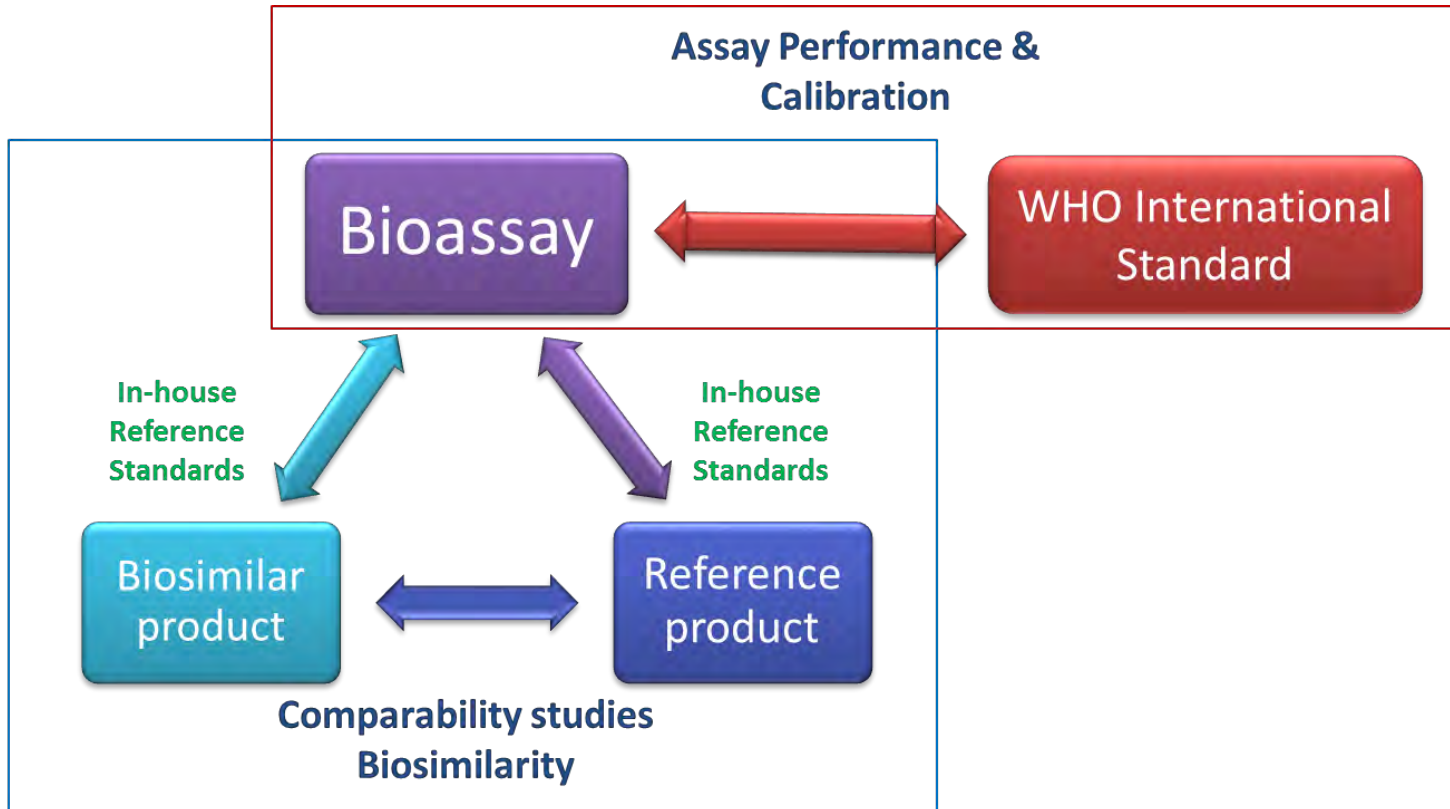 Assay Performance &
Calibration
Bioassay
WHO International
Standard
In-house
Reference
Standards
In-house
Reference
Standards
Biosimilar
product
Reference
product
Comparability studies
Biosimilarity